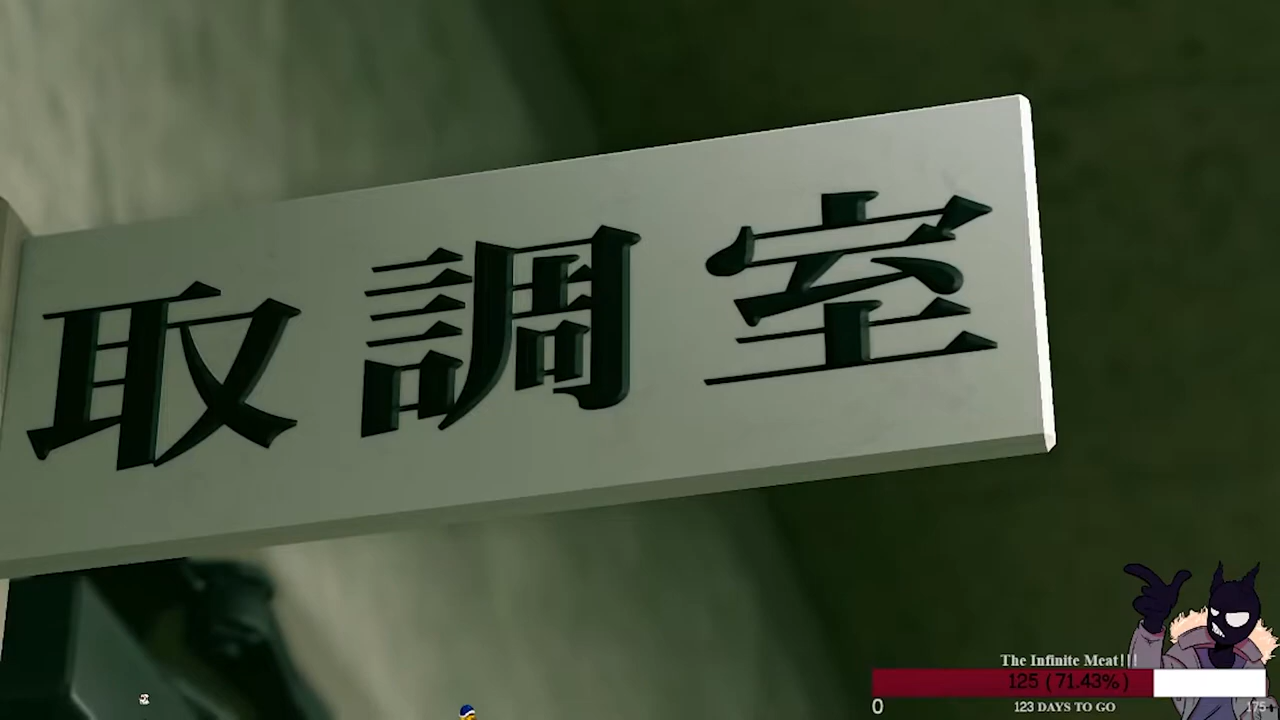 取調室
The Infinite Meat!!!
125 (71.43%)
0
123 DAYS TO GO